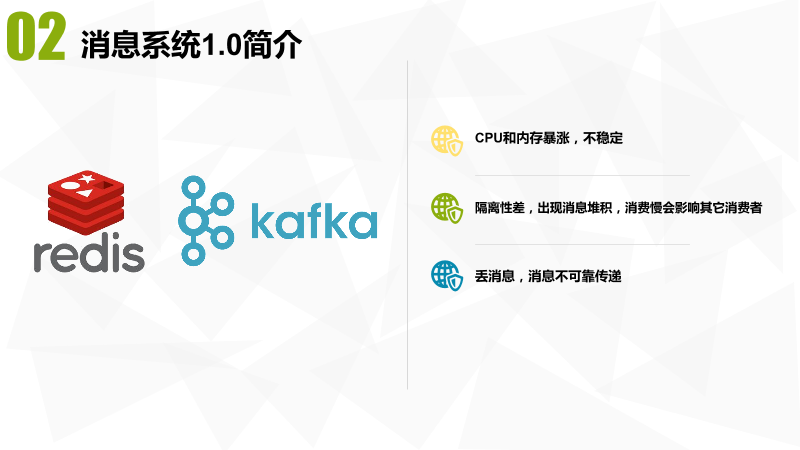 02 消息系统1.0简介
CPU和内存暴涨，不稳定
隔离性差，出现消息堆积，消费慢会影响其它消费者
丢消息，消息不可靠传递
redis
kafka